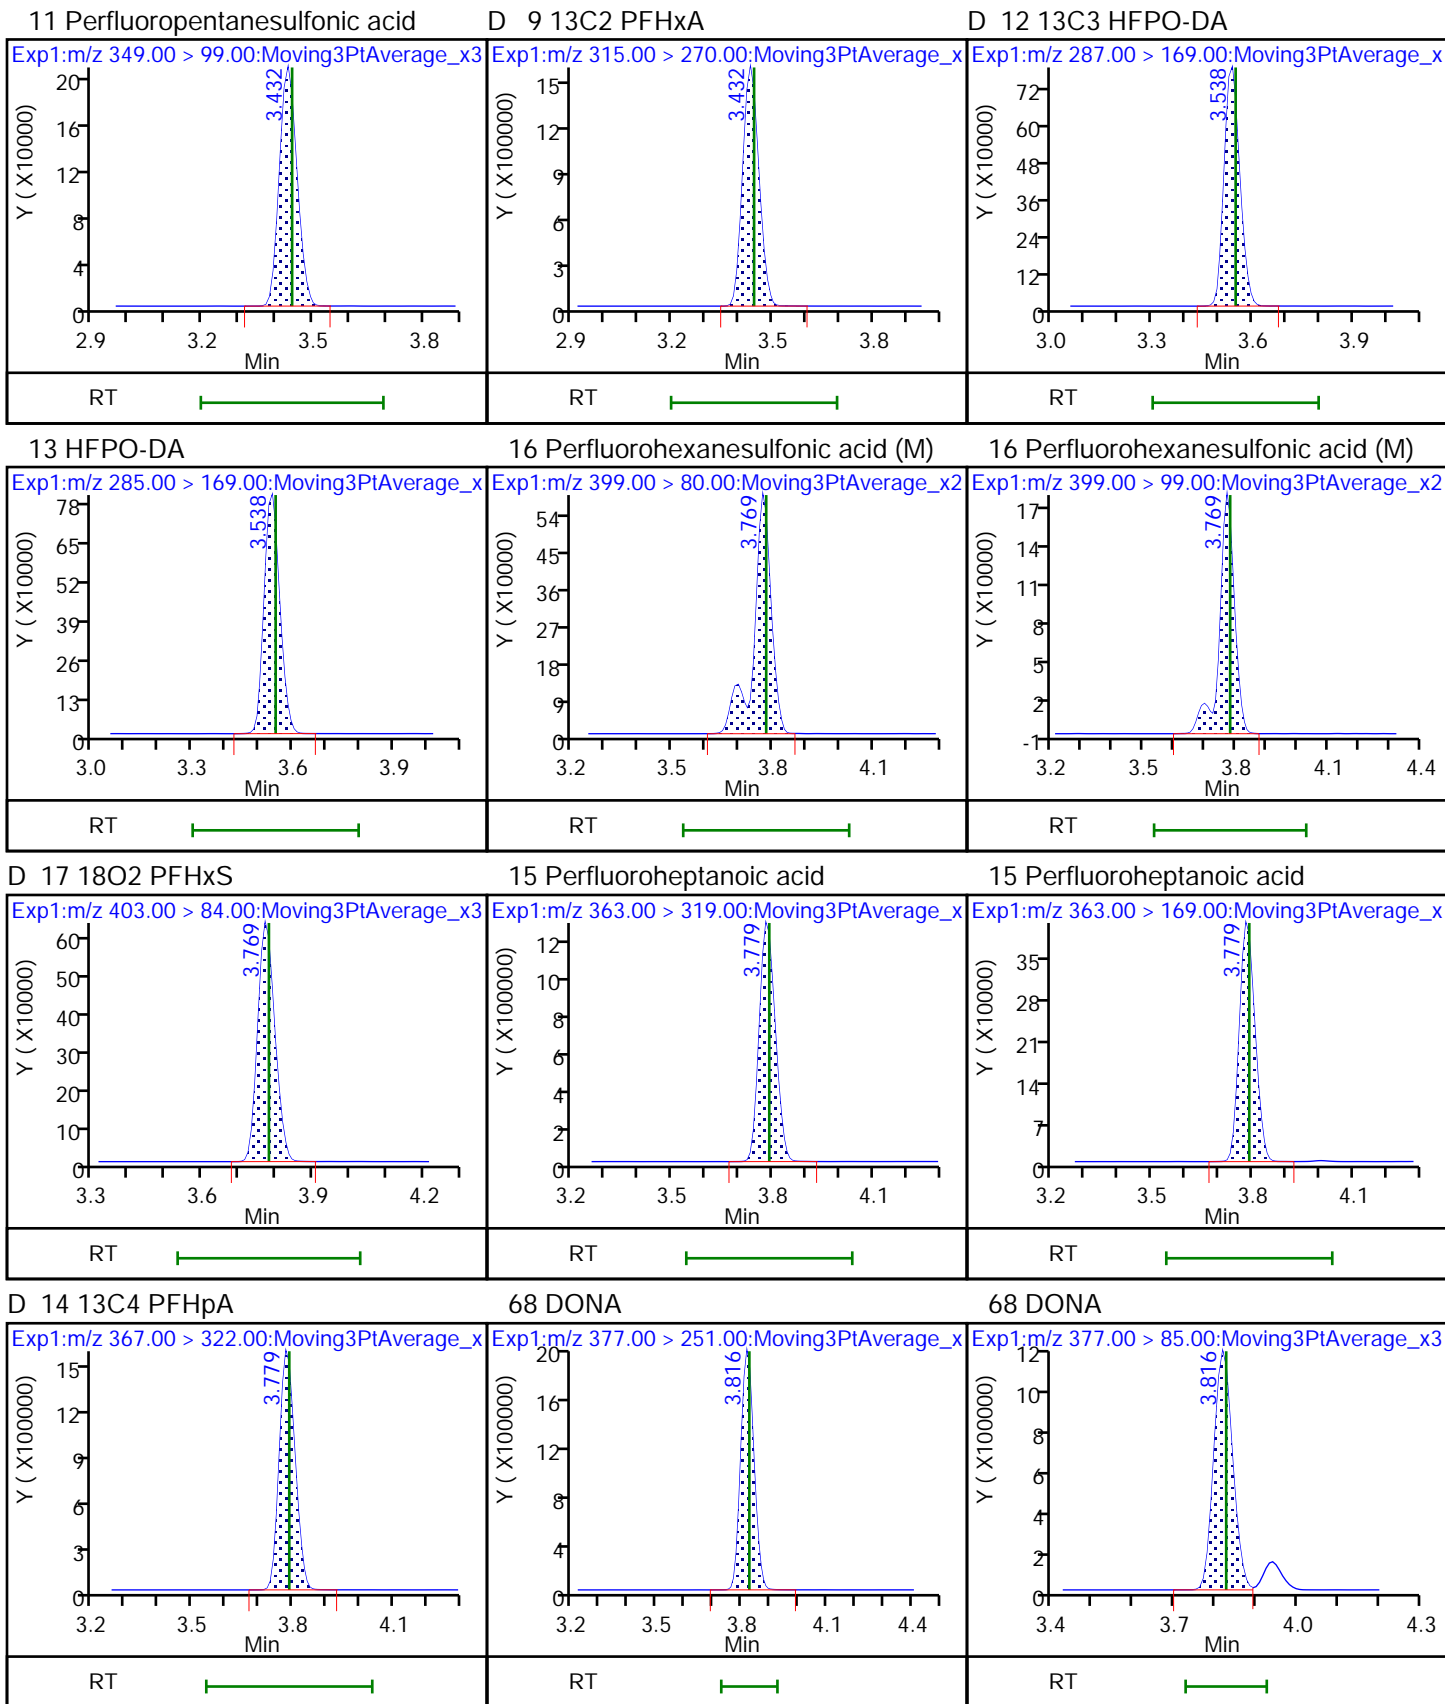 11 Perfluoropentanesulfonic acid
Exp1:m/z 349.00 > 99.00:Moving3PtAverage_x3
Y ( X10000)
20
16
12
8
4
0
3.432
2.9 3.2 3.5 3.8
Min
RT
D 9 13C2 PFHxA
Exp1:m/z 315.00 > 270.00:Moving3PtAverage_x
Y ( X100000)
15
12
9
6
3
0
3.432
2.9 3.2 3.5 3.8
Min
RT
D 12 13C3 HFPO-DA
Exp1:m/z 287.00 > 169.00:Moving3PtAverage_x
Y ( X10000)
72
60
48
36
24
12
0
3.538
3.0 3.3 3.6 3.9
Min
RT
13 HFPO-DA
Exp1:m/z 285.00 > 169.00:Moving3PtAverage_x
Y ( X10000)
78
65
52
39
26
13
0
3.538
3.0 3.3 3.6 3.9
Min
RT
16 Perfluorohexanesulfonic acid (M)
Exp1:m/z 399.00 > 80.00:Moving3PtAverage_x2
Y ( X10000)
54
45
36
27
18
9
0
3.769
3.2 3.5 3.8 4.1
Min
RT
16 Perfluorohexanesulfonic acid (M)
Exp1:m/z 399.00 > 99.00:Moving3PtAverage_x2
Y ( X10000)
17
14
11
8
5
2
-1
3.769
3.2 3.5 3.8 4.1 4.4
Min
RT
D 17 18O2 PFHxS
Exp1:m/z 403.00 > 84.00:Moving3PtAverage_x3
Y ( X10000)
60
50
40
30
20
10
0
3.769
3.3 3.6 3.9 4.2
Min
RT
15 Perfluoroheptanoic acid
Exp1:m/z 363.00 > 319.00:Moving3PtAverage_x
Y ( X100000)
12
10
8
6
4
2
0
3.779
3.2 3.5 3.8 4.1
Min
RT
15 Perfluoroheptanoic acid
Exp1:m/z 363.00 > 169.00:Moving3PtAverage_x
Y ( X10000)
35
28
21
14
7
0
3.779
3.2 3.5 3.8 4.1
Min
RT
D 14 13C4 PFHpA
Exp1:m/z 367.00 > 322.00:Moving3PtAverage_x
Y ( X100000)
15
12
9
6
3
0
3.779
3.2 3.5 3.8 4.1
Min
RT
68 DONA
Exp1:m/z 377.00 > 251.00:Moving3PtAverage_x
Y ( X100000)
20
16
12
8
4
0
3.816
3.2 3.5 3.8 4.1 4.4
Min
RT
68 DONA
Exp1:m/z 377.00 > 85.00:Moving3PtAverage_x3
Y ( X100000)
12
10
8
6
4
2
0
3.816
3.4 3.7 4.0 4.3
Min
RT